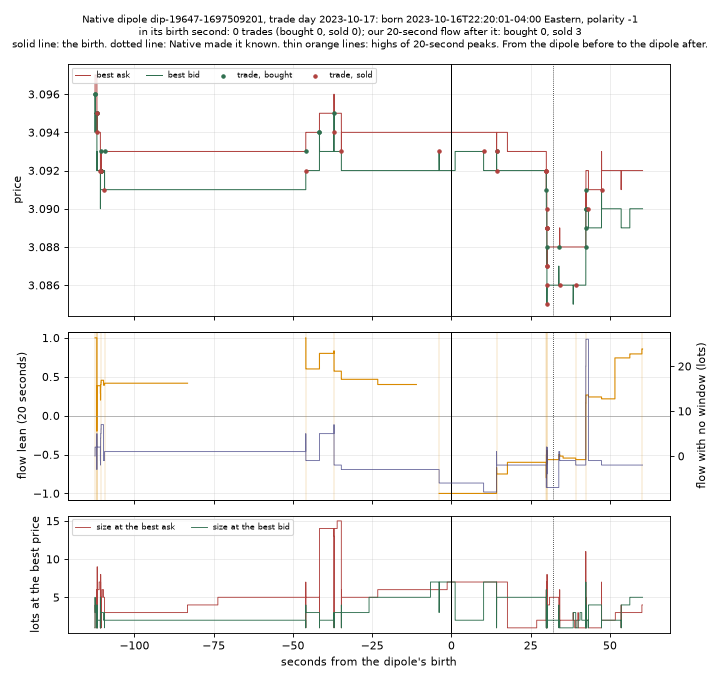 Native dipole dip-19647-1697509201, trade day 2023-10-17: born 2023-10-16T22:20:01-04:00 Eastern, polarity -1
in its birth second: 0 trades (bought 0, sold 0); our 20-second flow after it: bought 0, sold 3
solid line: the birth. dotted line: Native made it known. thin orange lines: highs of 20-second peaks. From the dipole before to the dipole after.
best ask best bid trade, bought trade, sold
3.096
3.094
3.092
3.090
3.088
3.086
price
1.0
0.5
0.0
−0.5
−1.0
flow lean (20 seconds)
20
10
0
flow with no window (lots)
size at the best ask size at the best bid
15
10
5
lots at the best price
−100 −75 −50 −25 0 25 50
seconds from the dipole's birth